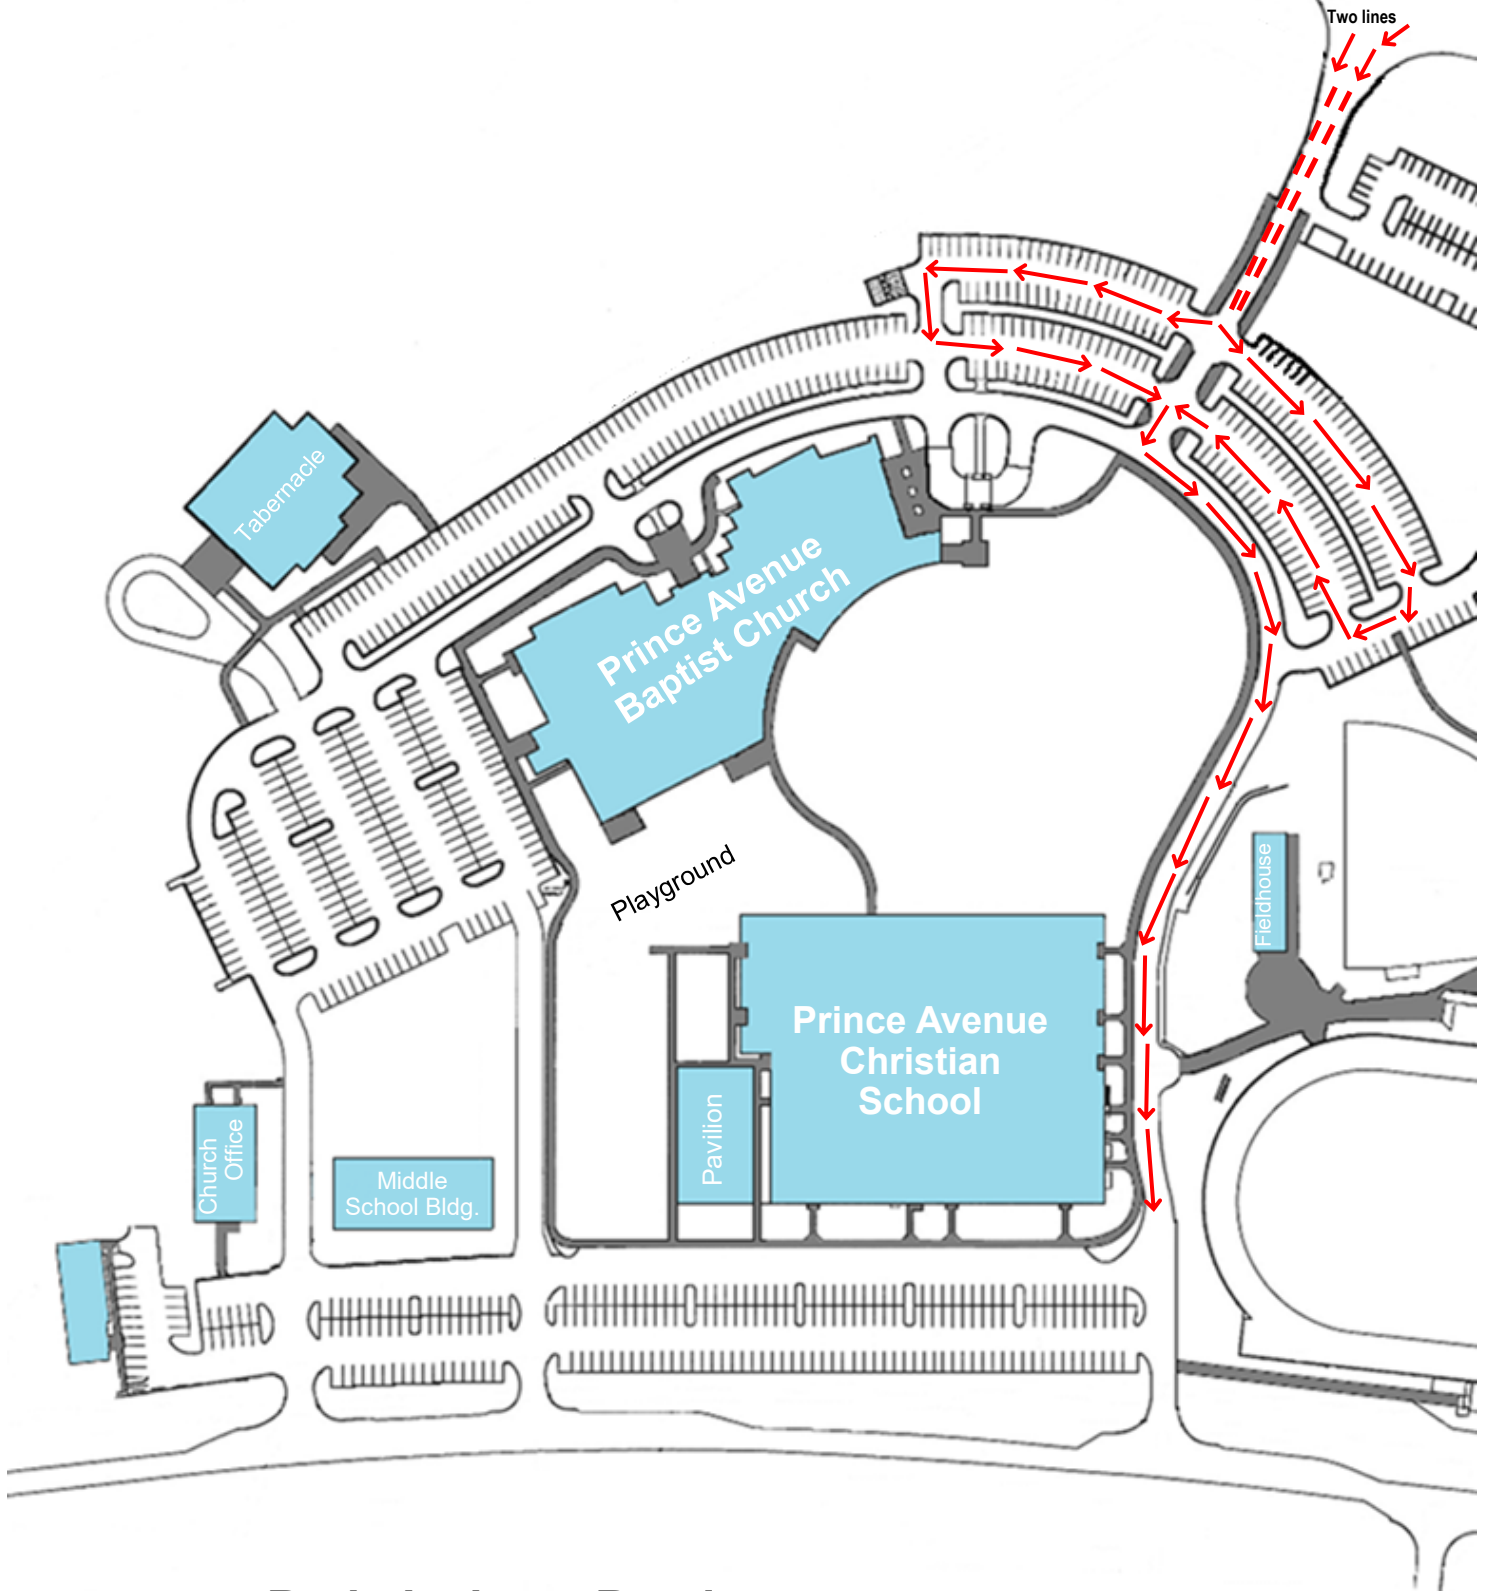 Two lines
Tabernacle
Prince Avenue
Baptist Church
Playground
Fieldhouse
Prince Avenue
Christian
School
Pavilion
Church
Office
Middle
School Bldg.